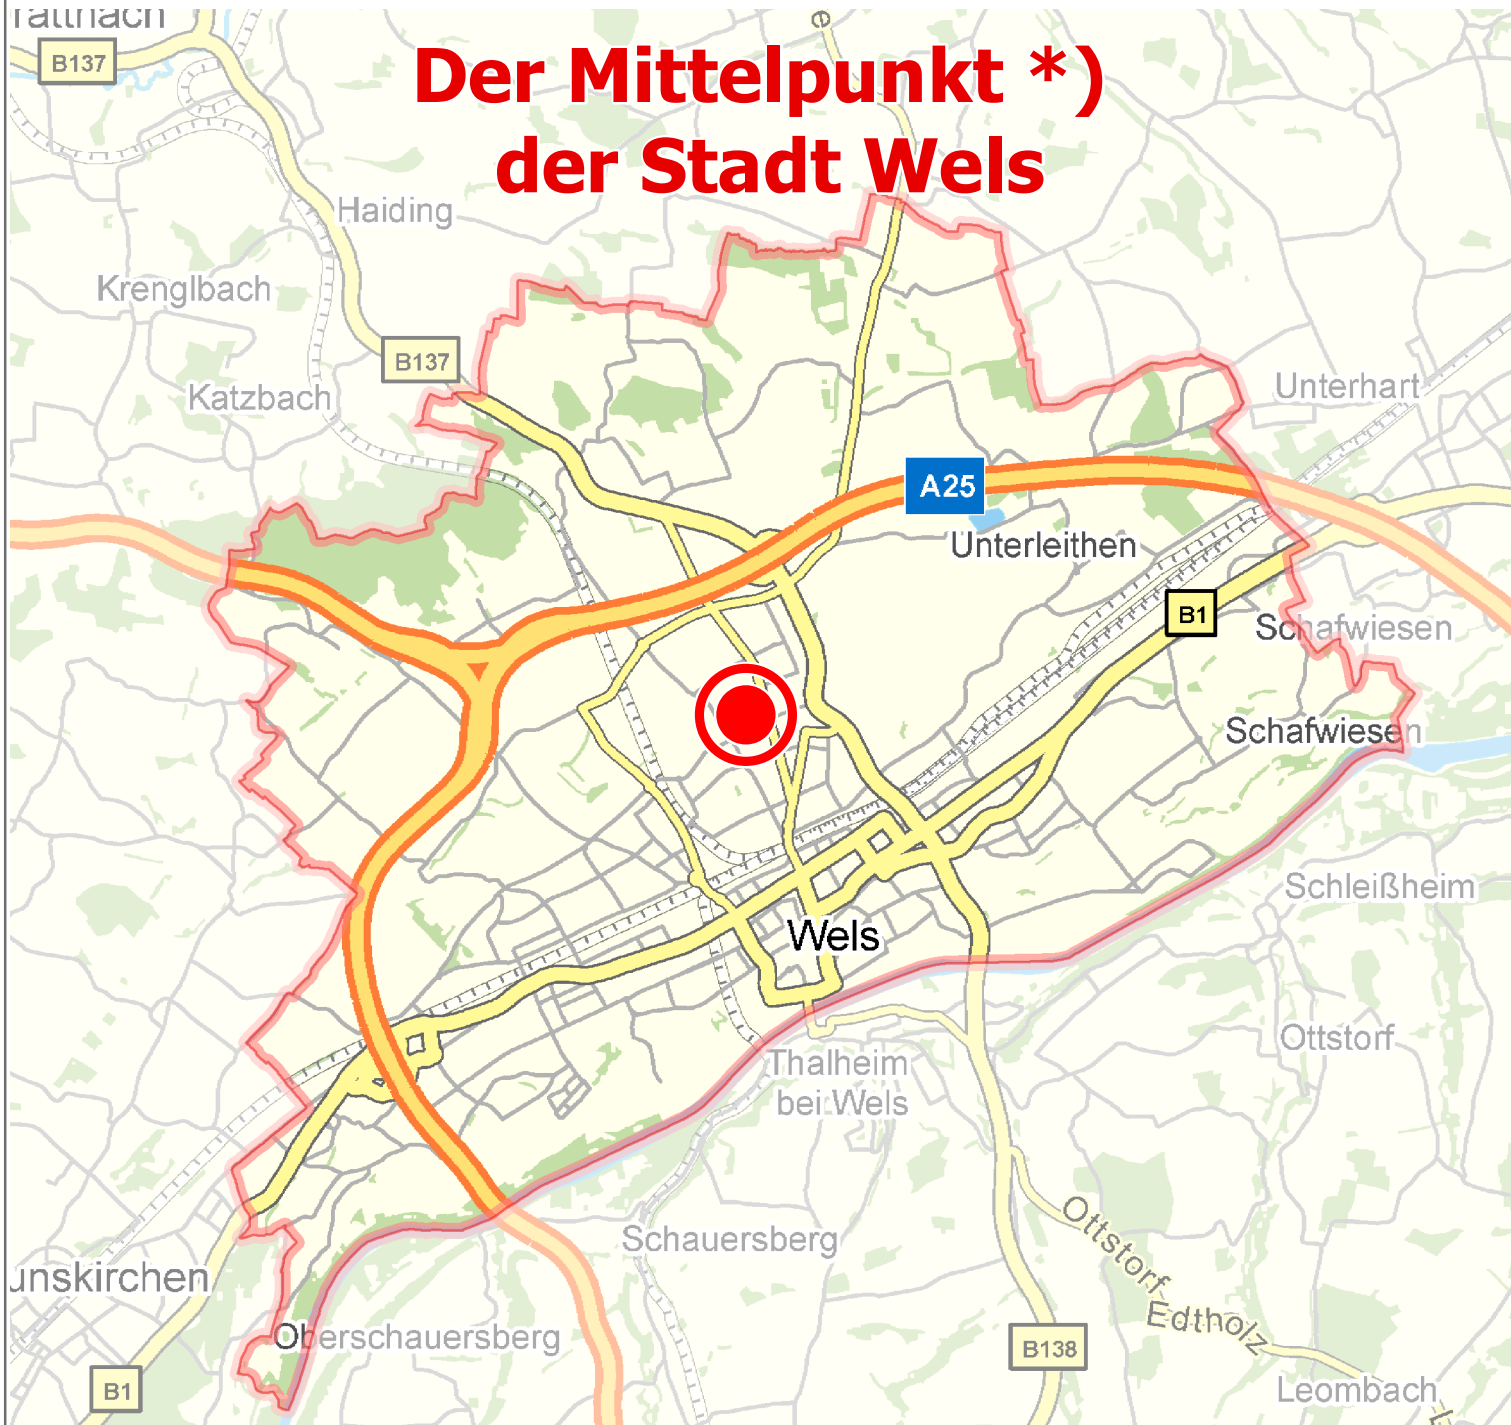 B137
Der Mittelpunkt *)
der Stadt Wels
Haiding
Krenglbach
B137
Katzbach
Unterhart
A25
Unterleithen
B1
Schafwiesen
Schafwiesen
Schleißheim
Wels
Ottstorf
Thalheim
bei Wels
Ottstorf
Schauersberg
unskirchen
Edtholz
Oberschauersberg
B138
B1
Leombach